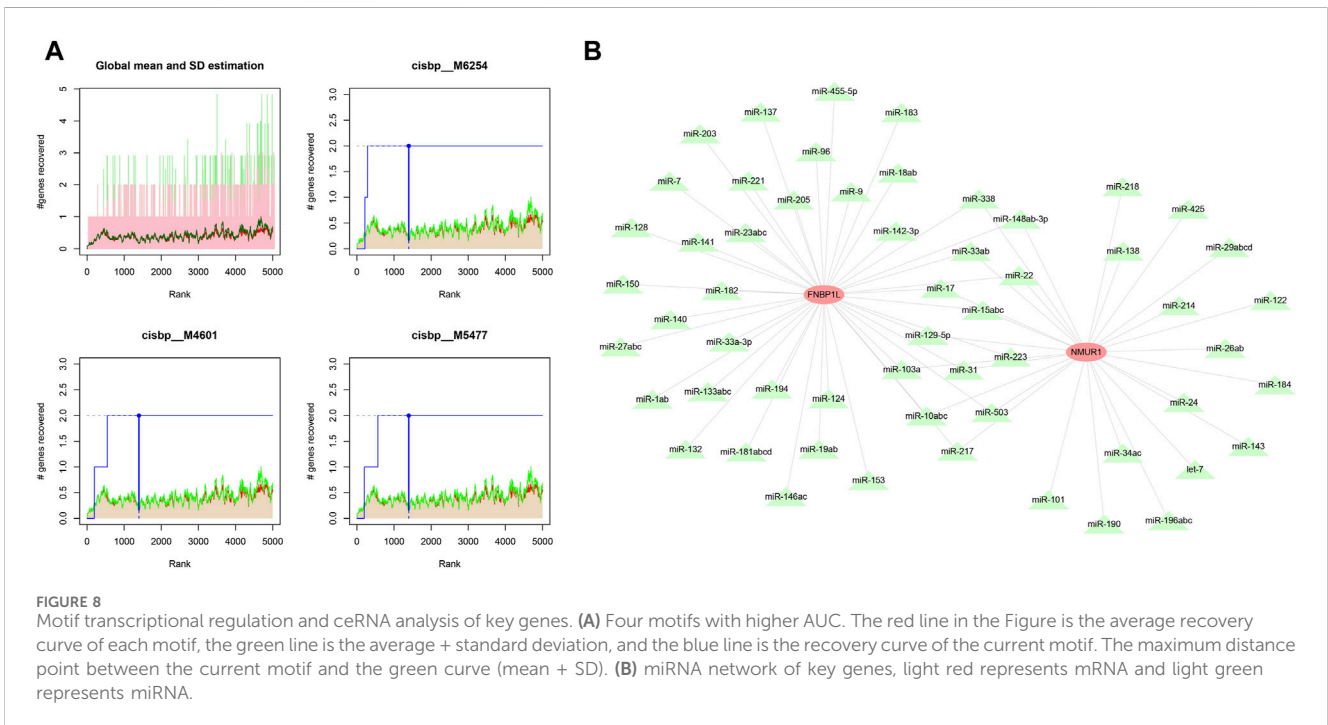 A
B
Global mean and SD estimation
#genes recovered
0 1 2 3 4 5
0 1000 2000 3000 4000 5000
Rank
cisbp__M6254
# genes recovered
0.0 0.5 1.0 1.5 2.0 2.5 3.0
0 1000 2000 3000 4000 5000
Rank
cisbp__M4601
# genes recovered
0.0 0.5 1.0 1.5 2.0 2.5 3.0
0 1000 2000 3000 4000 5000
Rank
cisbp__M5477
# genes recovered
0.0 0.5 1.0 1.5 2.0 2.5 3.0
0 1000 2000 3000 4000 5000
Rank
miR-455-5p
miR-137
miR-183
miR-203
miR-96
miR-18ab
miR-7
miR-221
miR-9
miR-218
miR-205
miR-338
miR-425
miR-148ab-3p
miR-128
miR-23abc
miR-142-3p
miR-141
miR-29abcd
miR-33ab
miR-138
miR-22
miR-150
miR-182
FNBP1L
miR-17
miR-122
miR-214
miR-15abc
miR-140
miR-129-5p
miR-27abc
miR-33a-3p
miR-26ab
NMUR1
miR-223
miR-103a
miR-31
miR-184
miR-133abc
miR-194
miR-1ab
miR-124
miR-24
miR-10abc
miR-503
miR-132
miR-181abcd
miR-19ab
miR-217
miR-34ac
miR-143
let-7
miR-153
miR-146ac
miR-101
miR-190
miR-196abc
FIGURE 8
Motif transcriptional regulation and ceRNA analysis of key genes. (A) Four motifs with higher AUC. The red line in the Figure is the average recovery
curve of each motif, the green line is the average + standard deviation, and the blue line is the recovery curve of the current motif. The maximum distance
point between the current motif and the green curve (mean + SD). (B) miRNA network of key genes, light red represents mRNA and light green
represents miRNA.